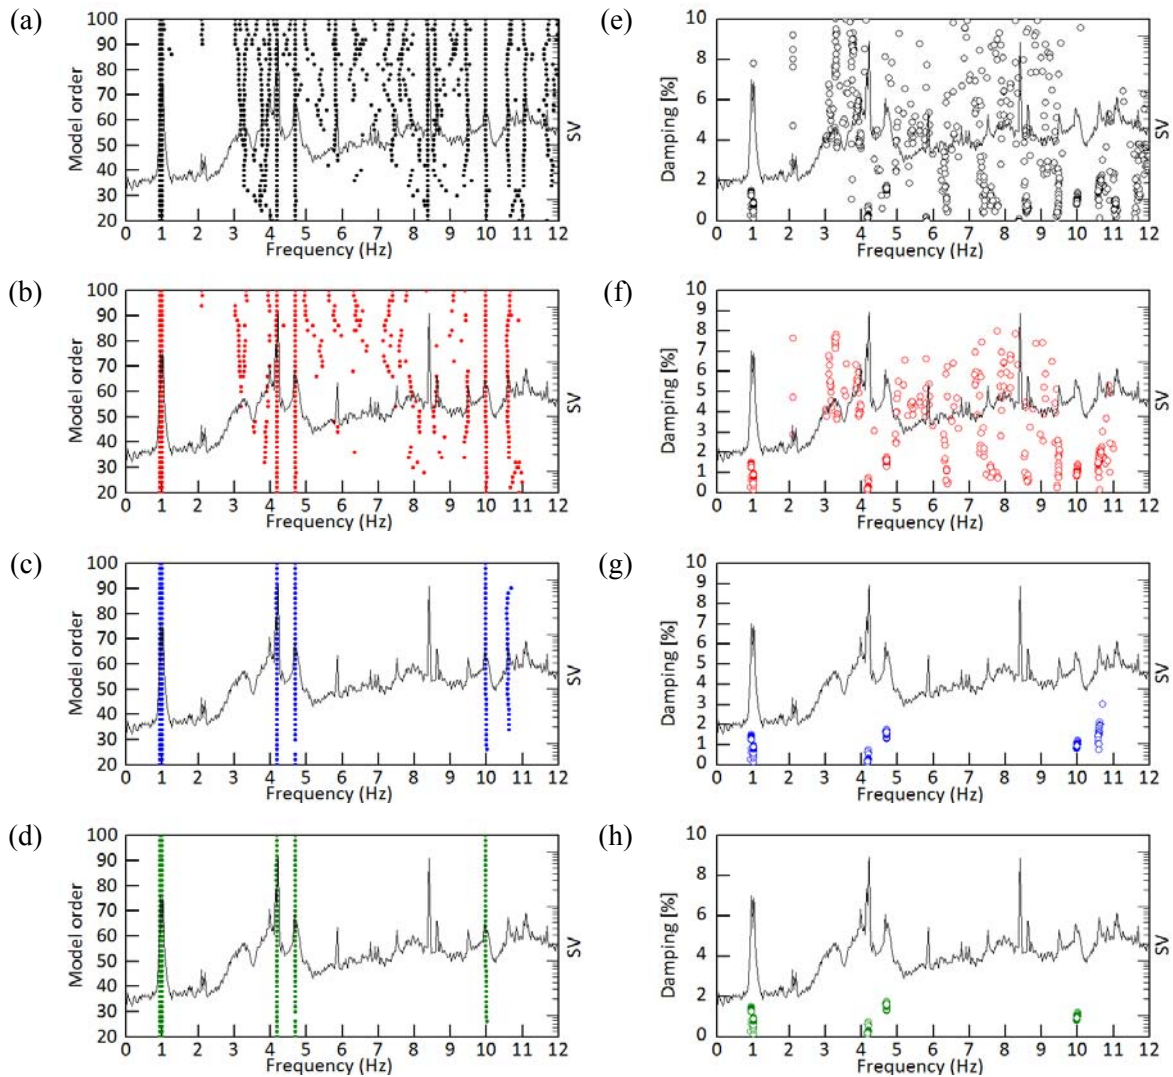 (a)
100
90
80
70
60
50
40
30
20
Model order
0 1 2 3 4 5 6 7 8 9 10 11 12
Frequency (Hz)
SV
(e)
10
8
6
4
2
0
Damping [%]
0 1 2 3 4 5 6 7 8 9 10 11 12
Frequency (Hz)
SV
(b)
100
90
80
70
60
50
40
30
20
Model order
0 1 2 3 4 5 6 7 8 9 10 11 12
Frequency (Hz)
SV
(f)
10
9
8
7
6
5
4
3
2
1
0
Damping [%]
0 1 2 3 4 5 6 7 8 9 10 11 12
Frequency (Hz)
SV
(c)
100
90
80
70
60
50
40
30
20
Model order
0 1 2 3 4 5 6 7 8 9 10 11 12
Frequency (Hz)
SV
(g)
10
9
8
7
6
5
4
3
2
1
0
Damping [%]
0 1 2 3 4 5 6 7 8 9 10 11 12
Frequency (Hz)
SV
(d)
100
90
80
70
60
50
40
30
20
Model order
0 1 2 3 4 5 6 7 8 9 10 11 12
Frequency (Hz)
SV
(h)
10
8
6
4
2
0
Damping [%]
0 1 2 3 4 5 6 7 8 9 10 11 12
Frequency (Hz)
SV